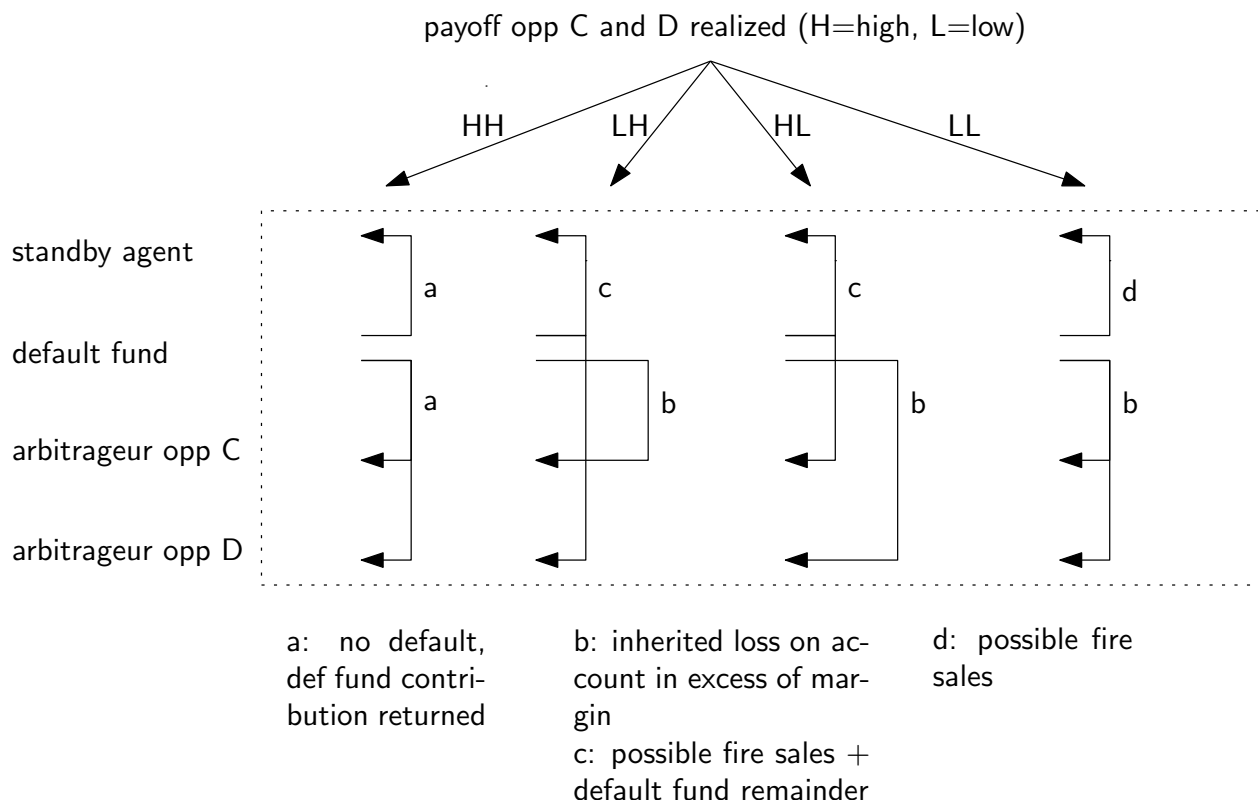 payoff opp C and D realized (H=high, L=low)
HH
LH
HL
LL
standby agent
a
c
c
d
default fund
a
b
b
b
arbitrageur opp C
arbitrageur opp D
a: no default,
def fund contri-
bution returned
b: inherited loss on ac-
count in excess of mar-
gin
c: possible fire sales +
default fund remainder
d: possible fire
sales